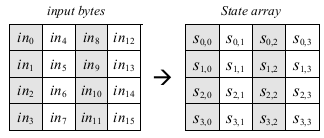 input bytes State array
in0 in4 in8 in12 S0,0 S0,1 S0,2 S0,3
in1 in5 in9 in13 S1,0 S1,1 S1,2 S1,3
in2 in6 in10 in14 S2,0 S2,1 S2,2 S2,3
in3 in7 in11 in15 S3,0 S3,1 S3,2 S3,3